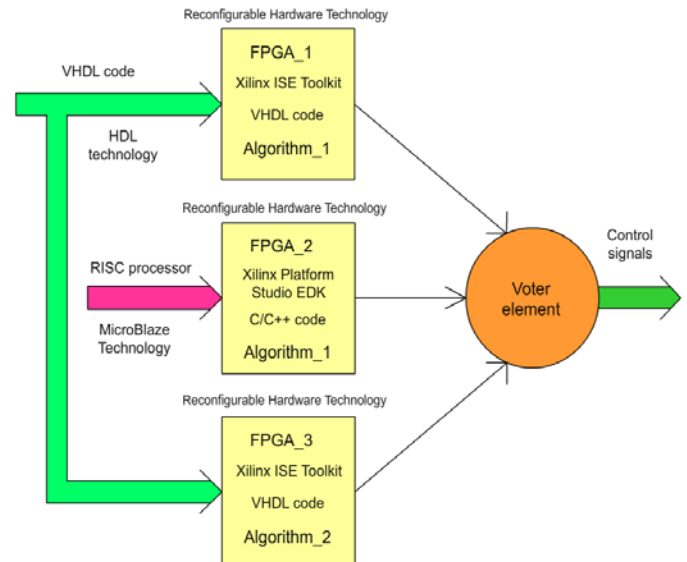 Reconfigurable Hardware Technology
FPGA_1
Xilinx ISE Toolkit
VHDL code
Algorithm_1
VHDL code
HDL
technology
Reconfigurable Hardware Technology
FPGA_2
Xilinx Platform
Studio EDK
C/C++ code
Algorithm_1
RISC processor
MicroBlaze
Technology
Reconfigurable Hardware Technology
FPGA_3
Xilinx ISE Toolkit
VHDL code
Algorithm_2
Voter
element
Control
signals